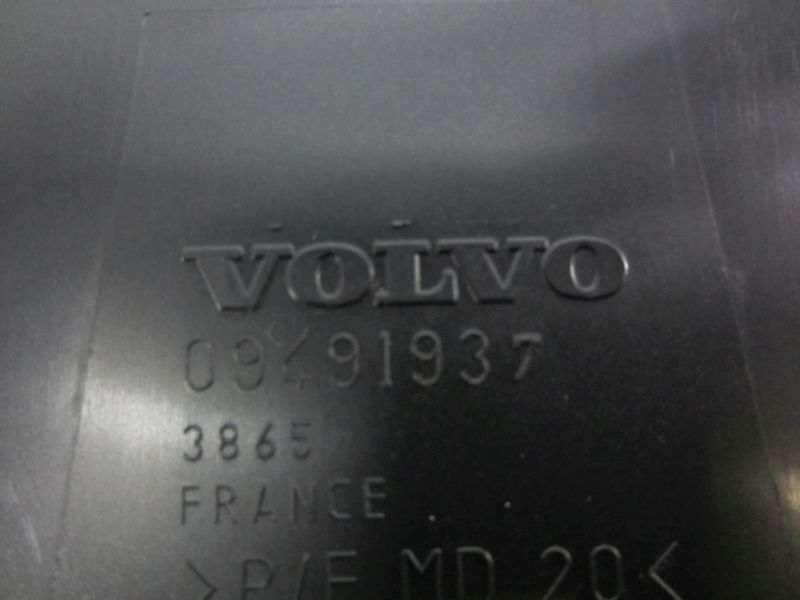 VOLVO
09491937
3865
FRANCE
>P/E MD 20<